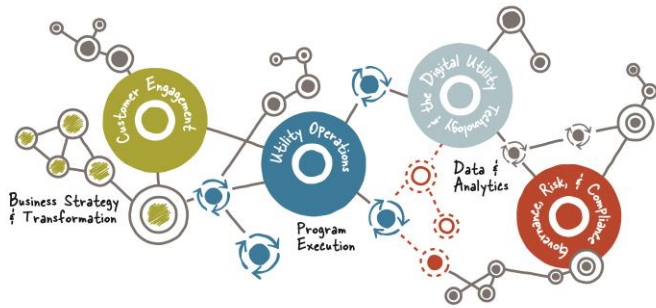 Customer Engagement
Utility Operations
Technology & the Digital Utility
Governance, Risk, & Compliance
Business Strategy
& Transformation
Program
Execution
Data &
Analytics